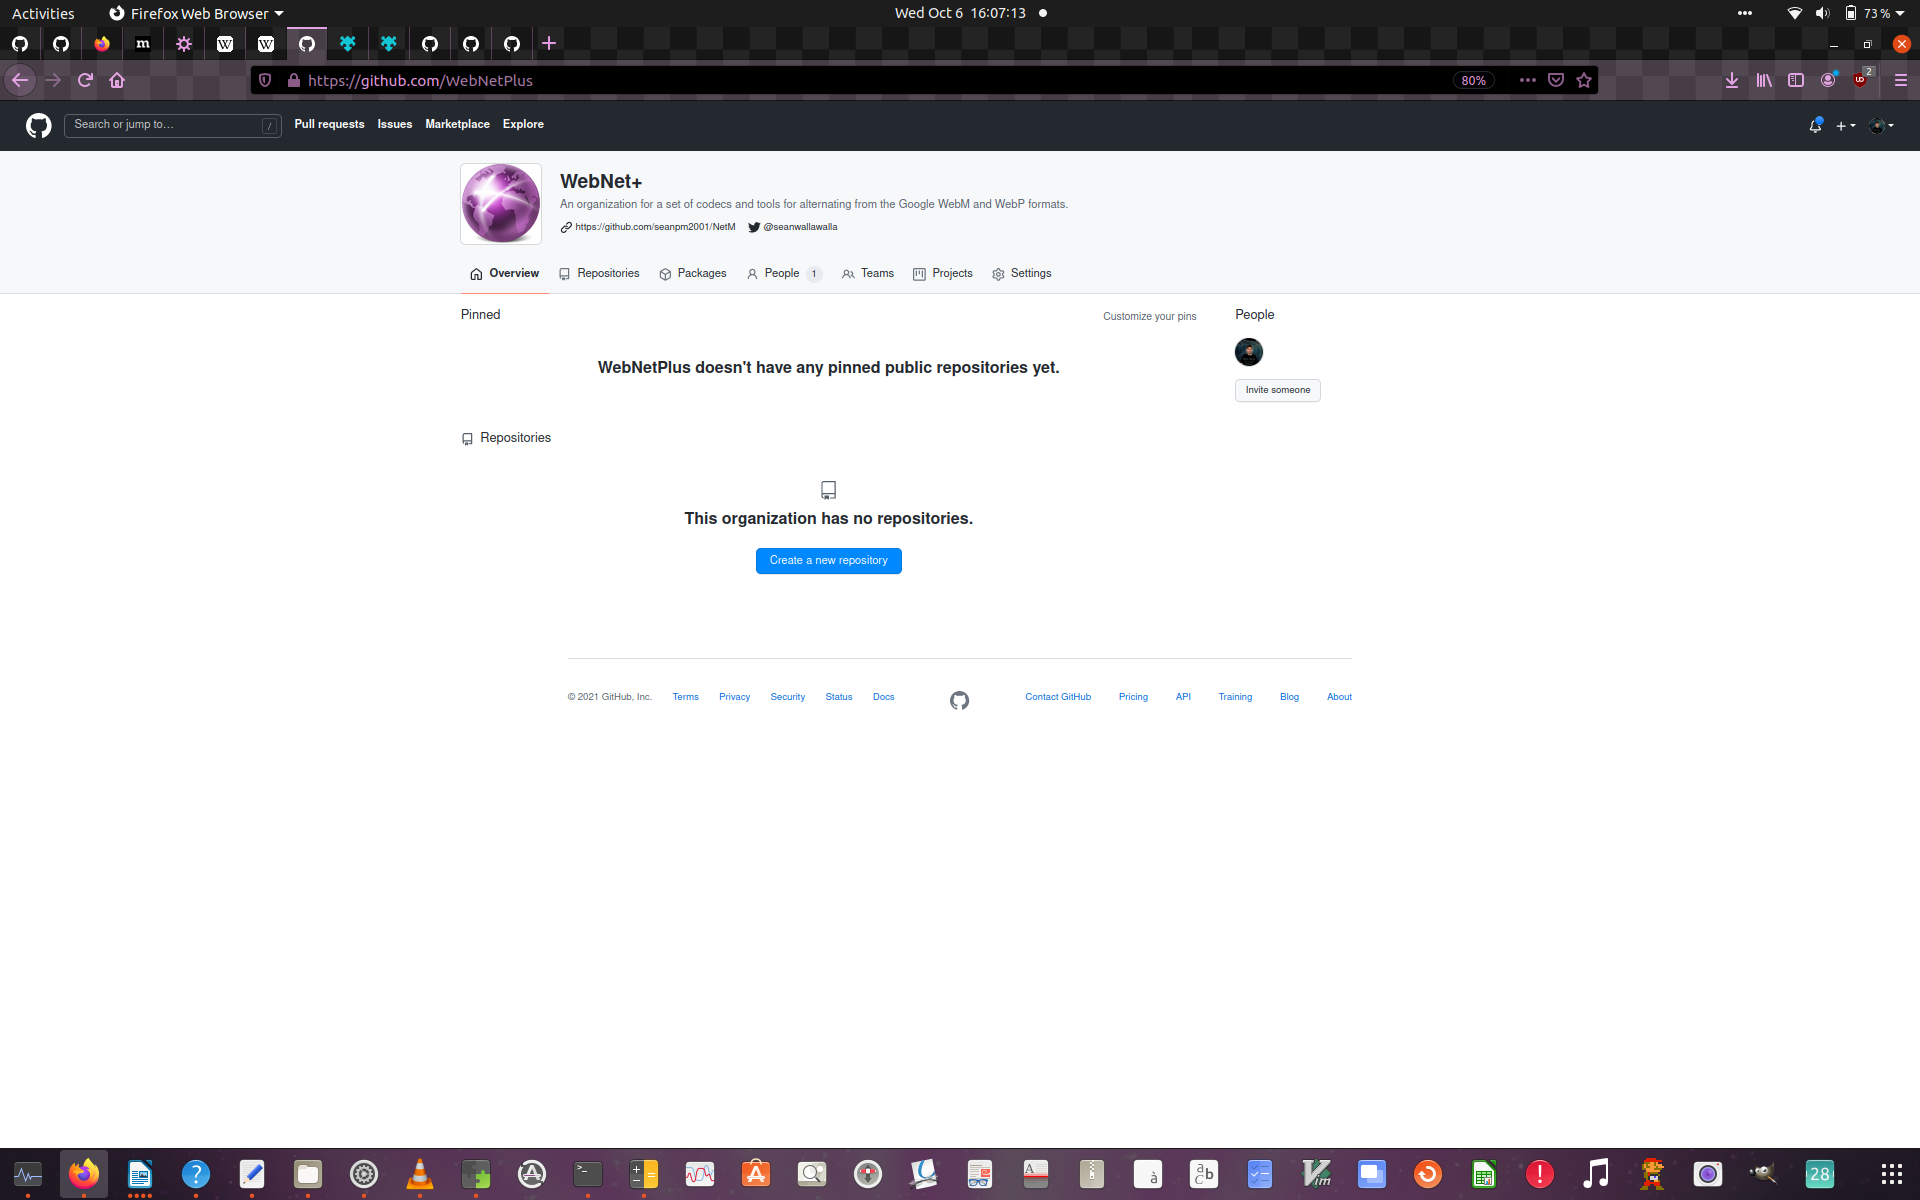 Activities Firefox Web Browser Wed Oct 6 16:07:13 73 %
https://github.com/WebNetPlus 80% 2
Search or jump to… / Pull requests Issues Marketplace Explore
WebNet+
An organization for a set of codecs and tools for alternating from the Google WebM and WebP formats.
https://github.com/seanpm2001/NetM @seanwallawalla
Overview Repositories Packages People 1 Teams Projects Settings
Pinned Customize your pins People
WebNetPlus doesn't have any pinned public repositories yet.
Invite someone
Repositories
This organization has no repositories.
Create a new repository
© 2021 GitHub, Inc. Terms Privacy Security Status Docs Contact GitHub Pricing API Training Blog About
28